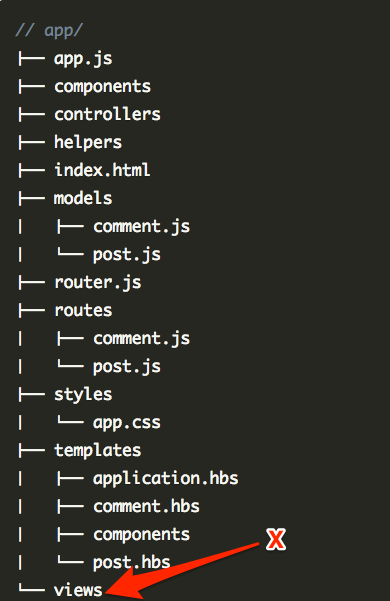 // app/
├── app.js
├── components
├── controllers
├── helpers
├── index.html
├── models
|   ├── comment.js
|   └── post.js
├── router.js
├── routes
|   ├── comment.js
|   └── post.js
├── styles
|   └── app.css
├── templates
|   ├── application.hbs
|   ├── comment.hbs
|   ├── components
X
|   └── post.hbs
└── views